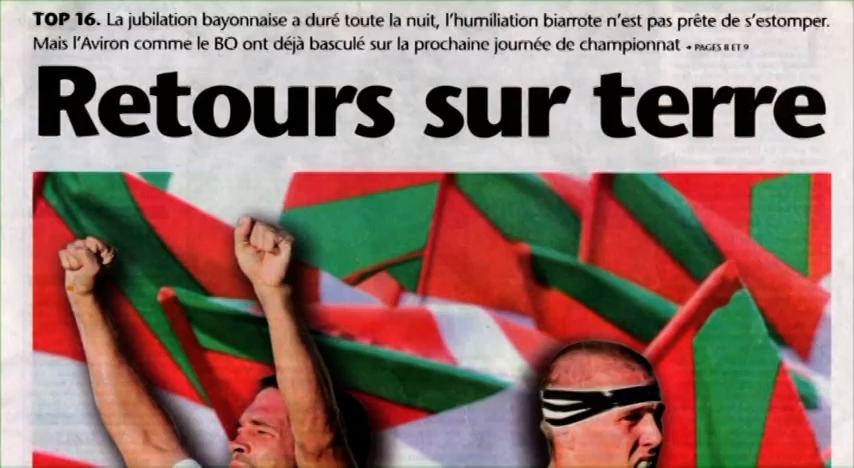 TOP 16. La jubilation bayonnaise a duré toute la nuit, l'humiliation biarrote n'est pas prête de s'estomper.
Mais l'Aviron comme le BO ont déjà basculé sur la prochaine journée de championnat • PAGES 8 ET 9
Retours sur terre